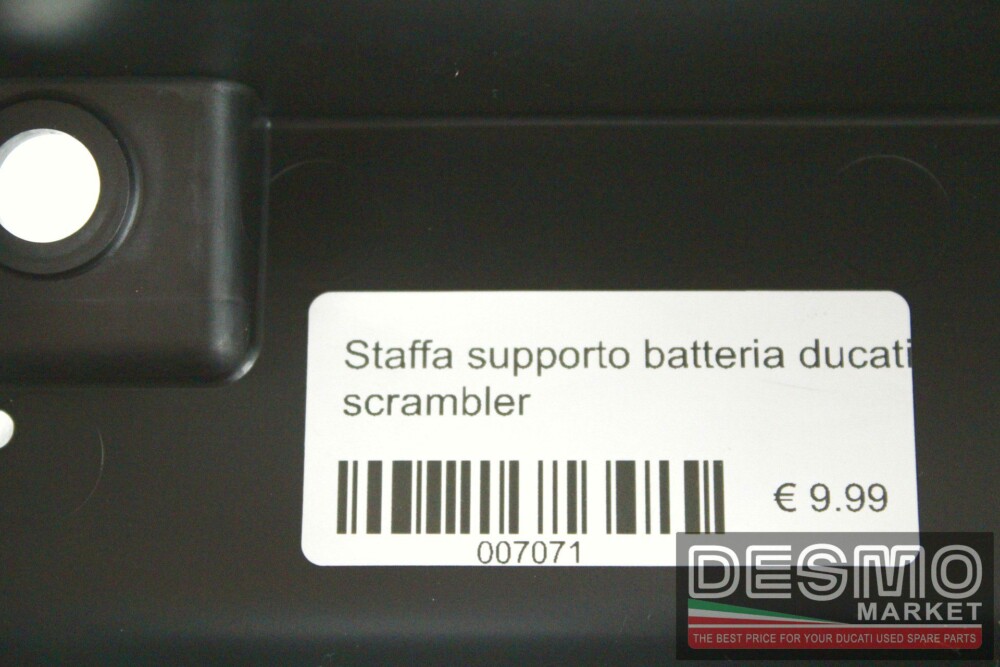 Staffa supporto batteria ducati
scrambler
€ 9.99
007071
DESMO
MARKET
THE BEST PRICE FOR YOUR DUCATI USED SPARE PARTS